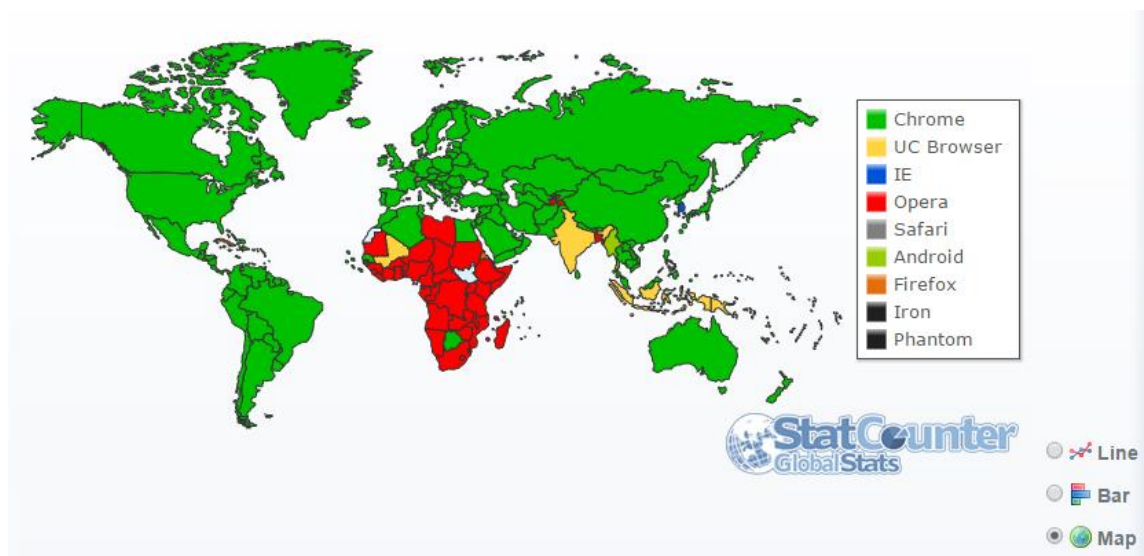 Chrome
UC Browser
IE
Opera
Safari
Android
Firefox
Iron
Phantom
StatCounter
GlobalStats
Line
Bar
Map